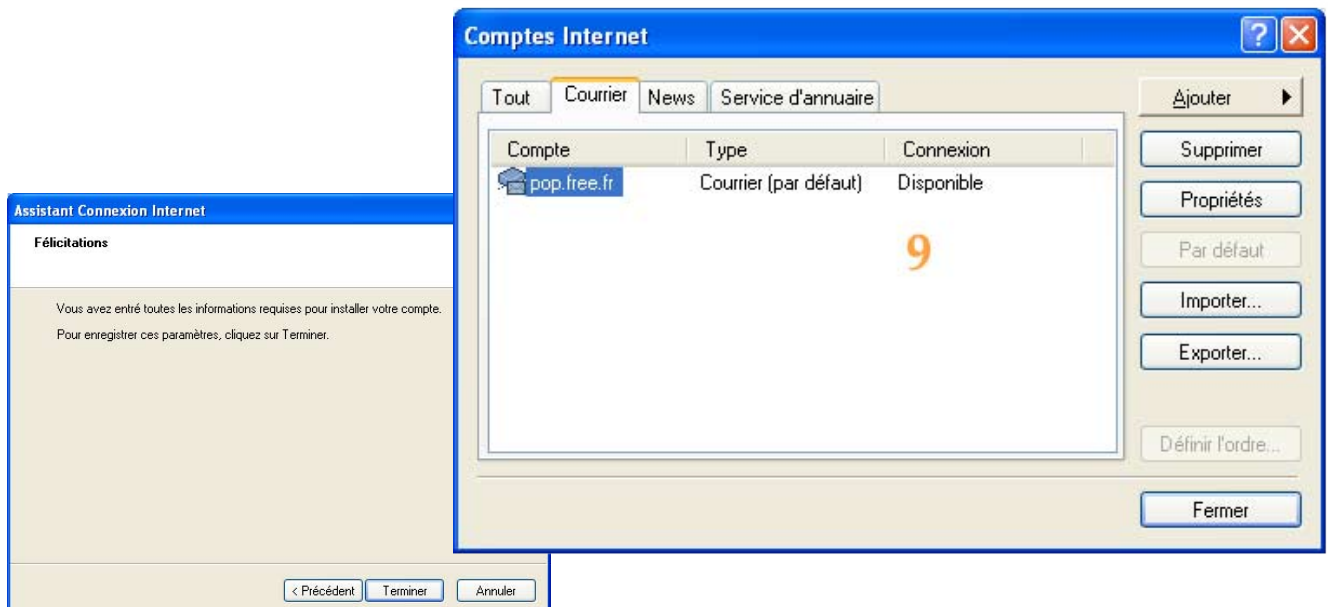 Comptes Internet
Tout Courrier News Service d'annuaire
Compte Type Connexion
pop.free.fr Courrier (par défaut) Disponible
9
Ajouter
Supprimer
Propriétés
Par défaut
Importer...
Exporter...
Définir l'ordre...
Fermer
Assistant Connexion Internet
Félicitations
Vous avez entré toutes les informations requises pour installer votre compte.
Pour enregistrer ces paramètres, cliquez sur Terminer.
< Précédent Terminer Annuler